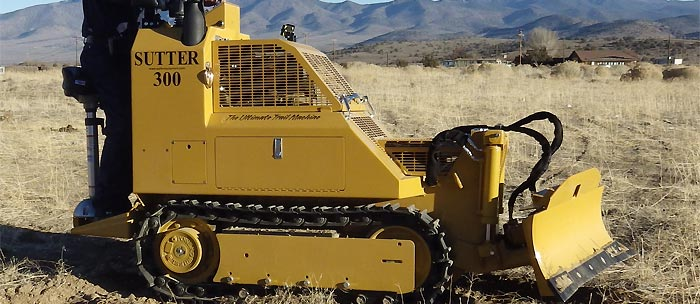 SUTTER
300
The Ultimate Trail Machine